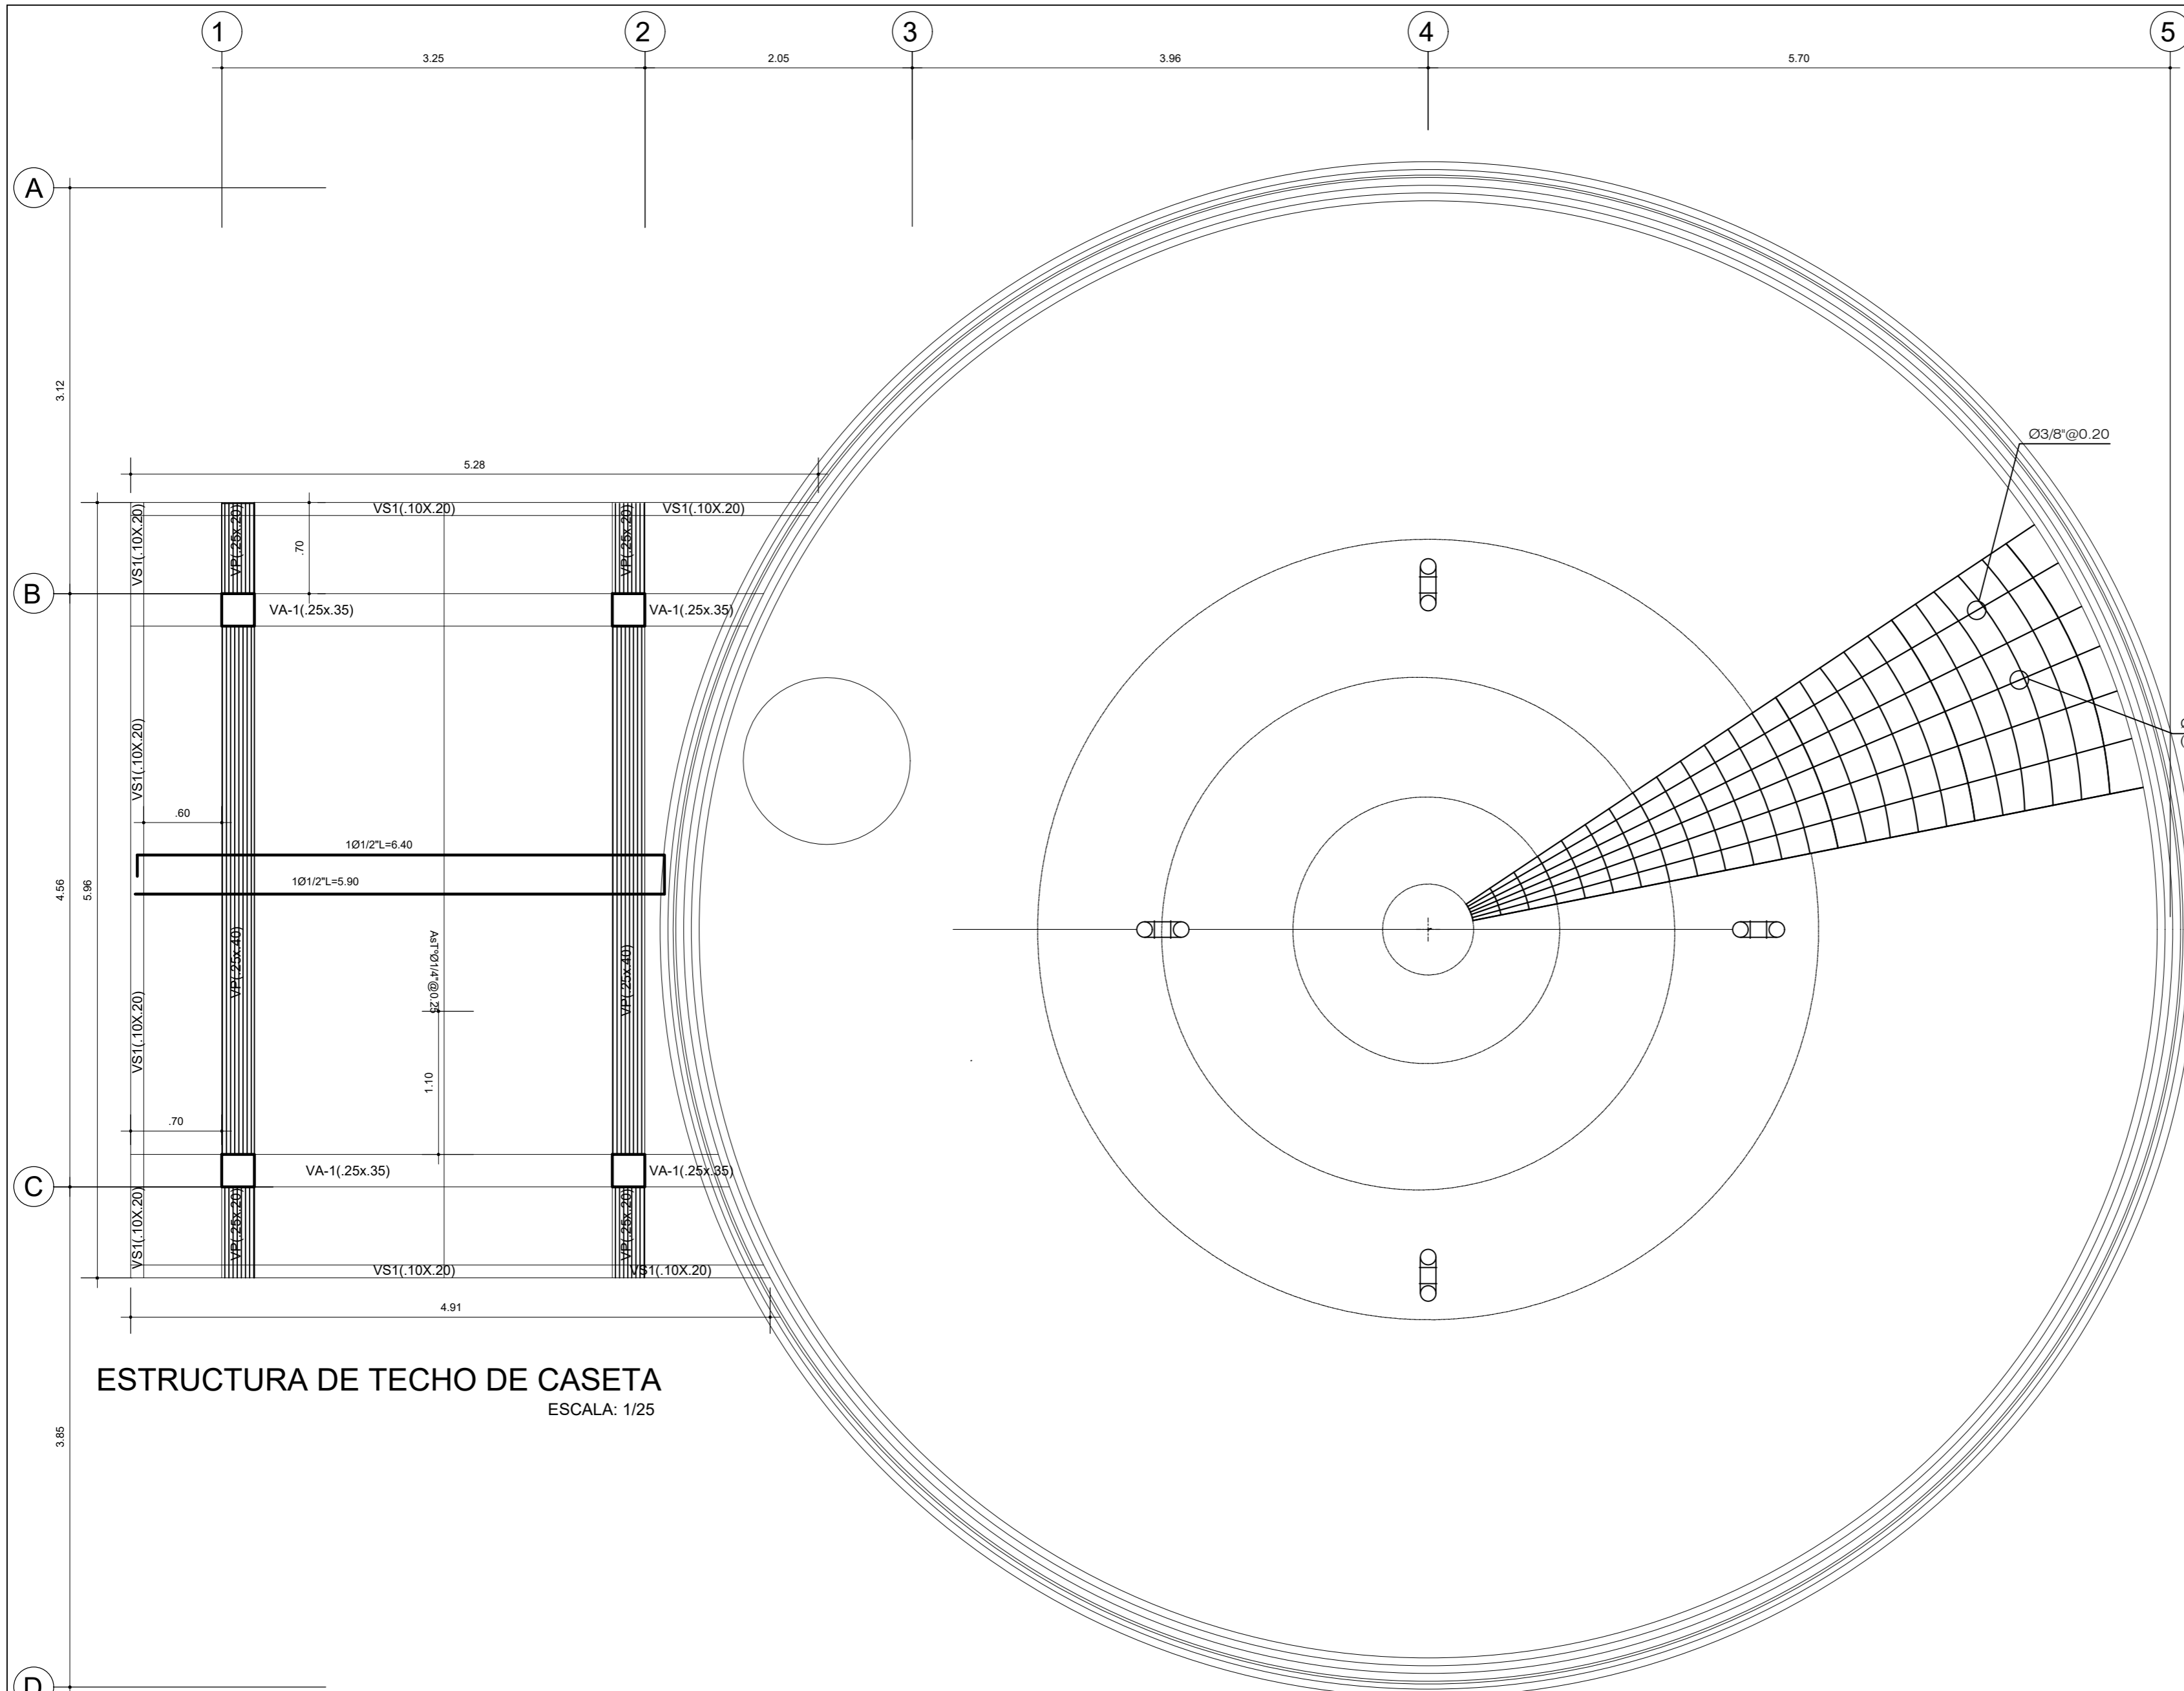 1 2 3 4 5
3.25 2.05 3.96 5.70
A
3.12
Ø3/8"@0.20
5.28
VS1(.10X.20) VS1(.10X.20)
VS1(.10X.20)
VP(.25x.20)
VP(.25x.20)
.70
B
VA-1(.25x.35) VA-1(.25x.35)
VS1(.10X.20)
.60
1Ø1/2"L=6.40
1Ø1/2"L=5.90
4.56
5.96
VP(.25x.40)
AsT°Ø1/4"@0.25
VP(.25x.40)
VS1(.10X.20)
1.10
.70
C
VA-1(.25x.35) VA-1(.25x.35)
VS1(.10X.20)
VP(.25x.20)
VP(.25x.20)
VS1(.10X.20) VS1(.10X.20)
4.91
ESTRUCTURA DE TECHO DE CASETA
ESCALA: 1/25
3.85
D